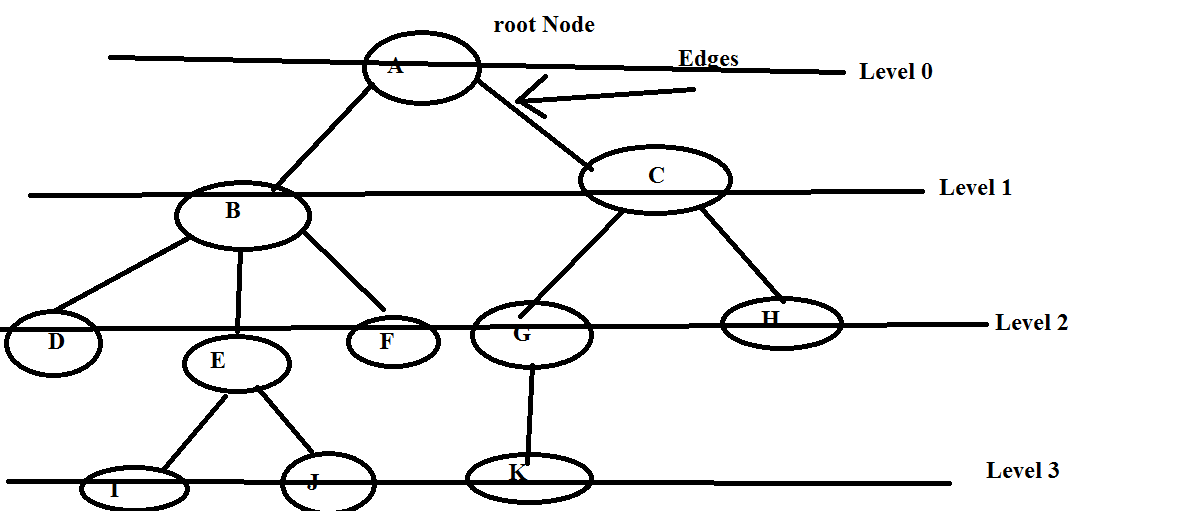 root Node
A
Edges
Level 0
B
C
Level 1
D
E
F
G
H
Level 2
I
J
K
Level 3